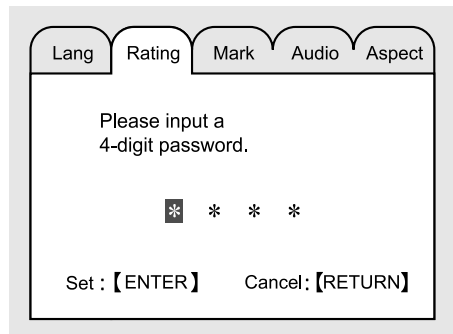 Lang Rating Mark Audio Aspect
Please input a
4-digit password.
* * * *
Set :【ENTER】 Cancel:【RETURN】